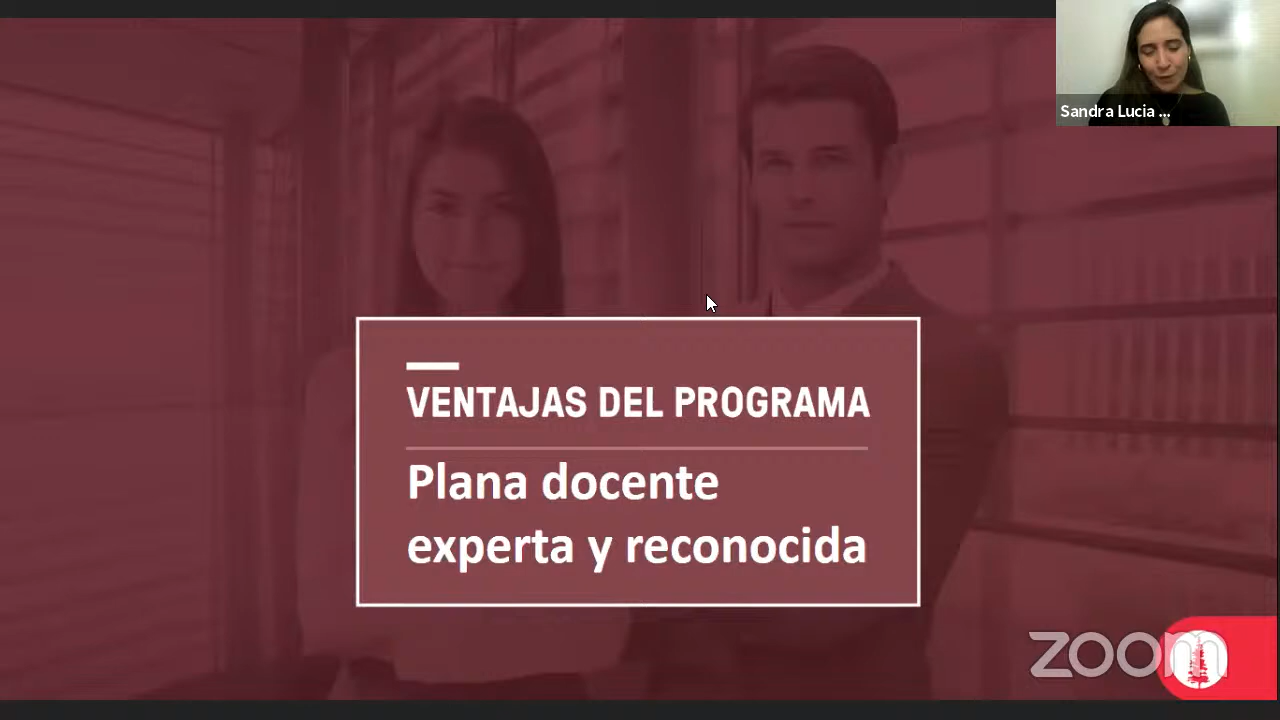 Sandra Lucia ...
VENTAJAS DEL PROGRAMA
Plana docente
experta y reconocida
zoom